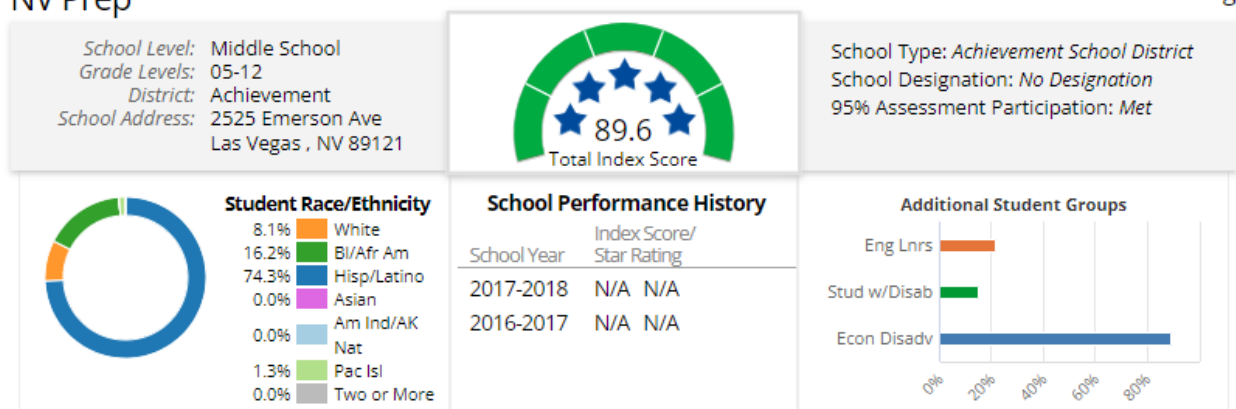 NV Prep
School Level: Middle School
Grade Levels: 05-12
District: Achievement
School Address: 2525 Emerson Ave
Las Vegas , NV 89121
89.6
Total Index Score
School Type: Achievement School District
School Designation: No Designation
95% Assessment Participation: Met
Student Race/Ethnicity
8.1% White
16.2% Bl/Afr Am
74.3% Hisp/Latino
0.0% Asian
0.0% Am Ind/AK
Nat
1.3% Pac Isl
0.0% Two or More
School Performance History
School Year Index Score/
Star Rating
2017-2018 N/A N/A
2016-2017 N/A N/A
Additional Student Groups
Eng Lnrs
Stud w/Disab
Econ Disadv
0% 20% 40% 60% 80%